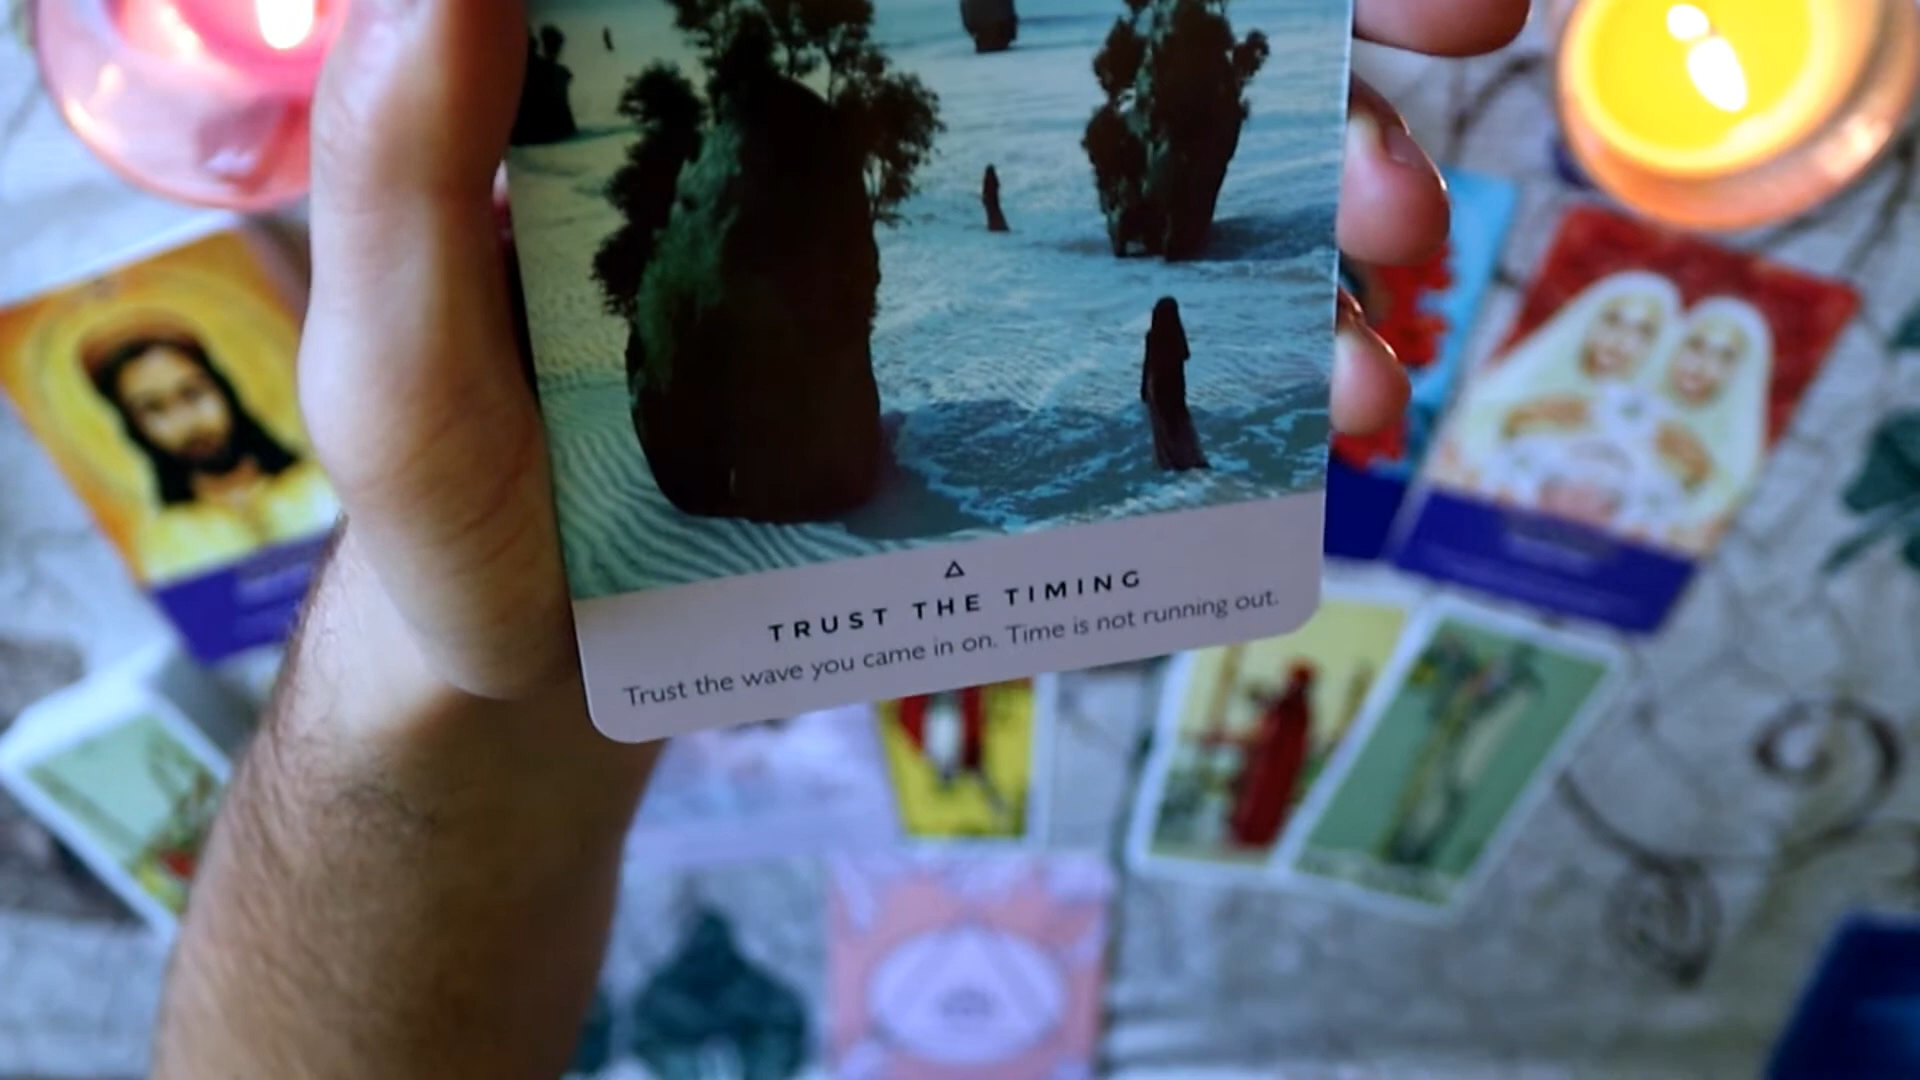 TRUST THE TIMING
Trust the wave you came in on. Time is not running out.